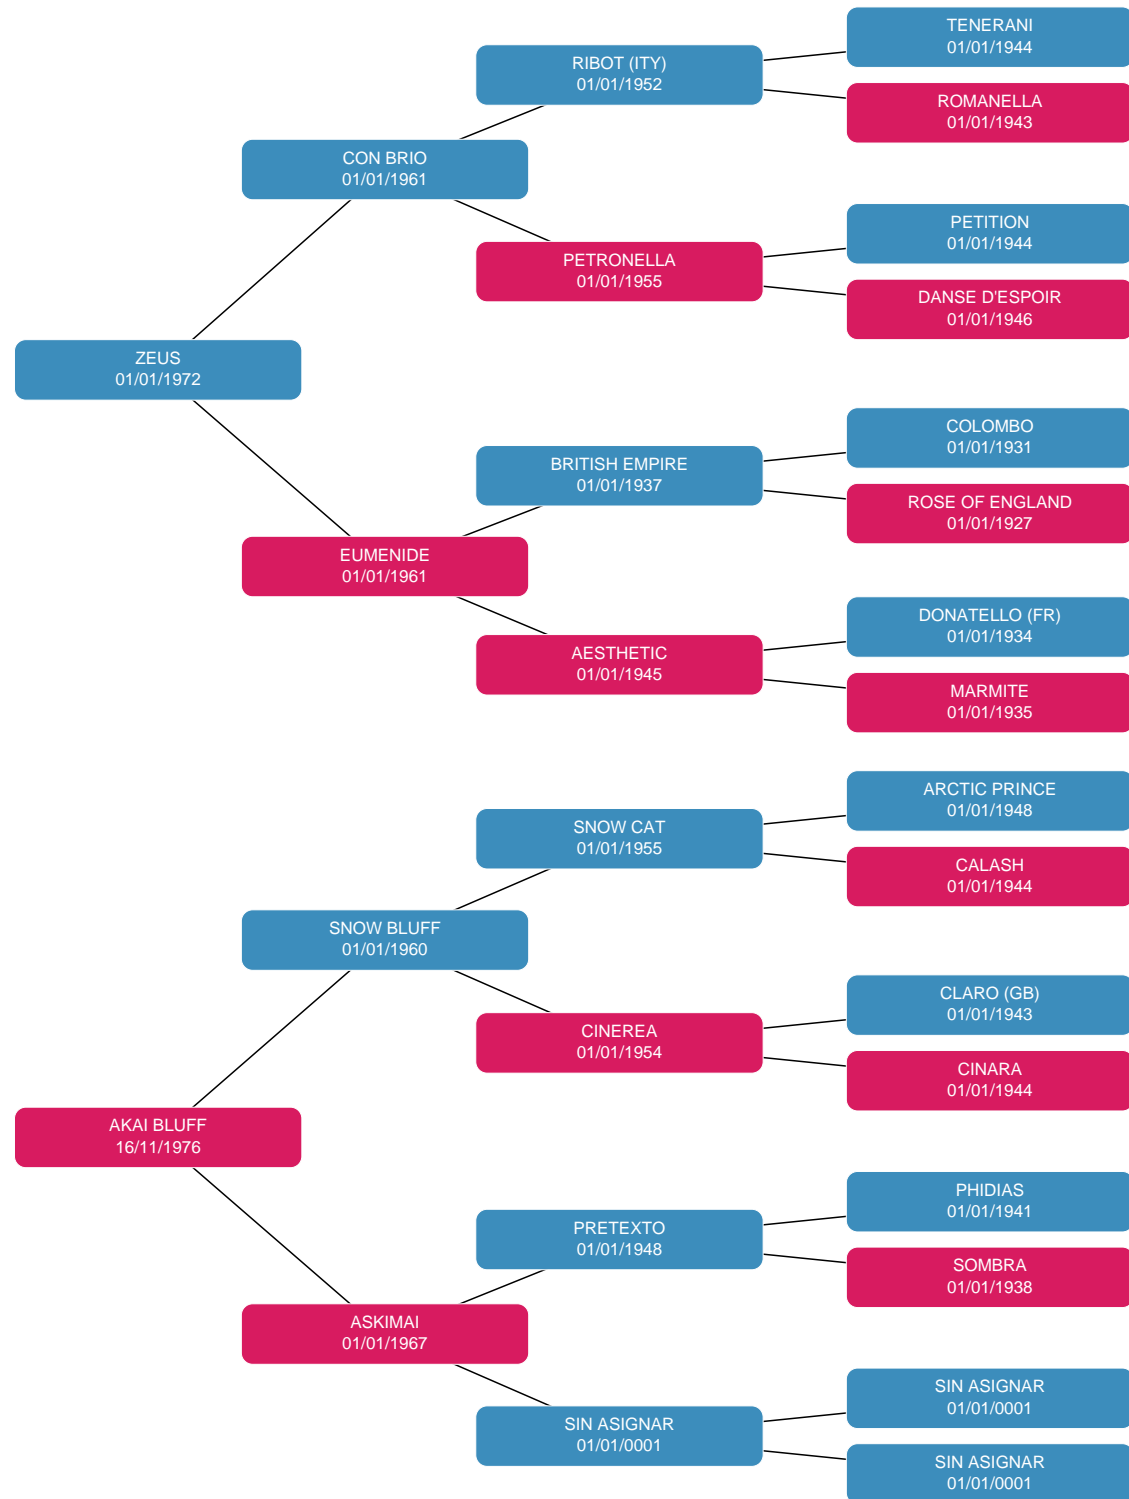 TENERANI
01/01/1944
RIBOT (ITY)
01/01/1952
ROMANELLA
01/01/1943
CON BRIO
01/01/1961
PETITION
01/01/1944
PETRONELLA
01/01/1955
DANSE D'ESPOIR
01/01/1946
ZEUS
01/01/1972
COLOMBO
01/01/1931
BRITISH EMPIRE
01/01/1937
ROSE OF ENGLAND
01/01/1927
EUMENIDE
01/01/1961
DONATELLO (FR)
01/01/1934
AESTHETIC
01/01/1945
MARMITE
01/01/1935
ARCTIC PRINCE
01/01/1948
SNOW CAT
01/01/1955
CALASH
01/01/1944
SNOW BLUFF
01/01/1960
CLARO (GB)
01/01/1943
CINEREA
01/01/1954
CINARA
01/01/1944
AKAI BLUFF
16/11/1976
PHIDIAS
01/01/1941
PRETEXTO
01/01/1948
SOMBRA
01/01/1938
ASKIMAI
01/01/1967
SIN ASIGNAR
01/01/0001
SIN ASIGNAR
01/01/0001
SIN ASIGNAR
01/01/0001